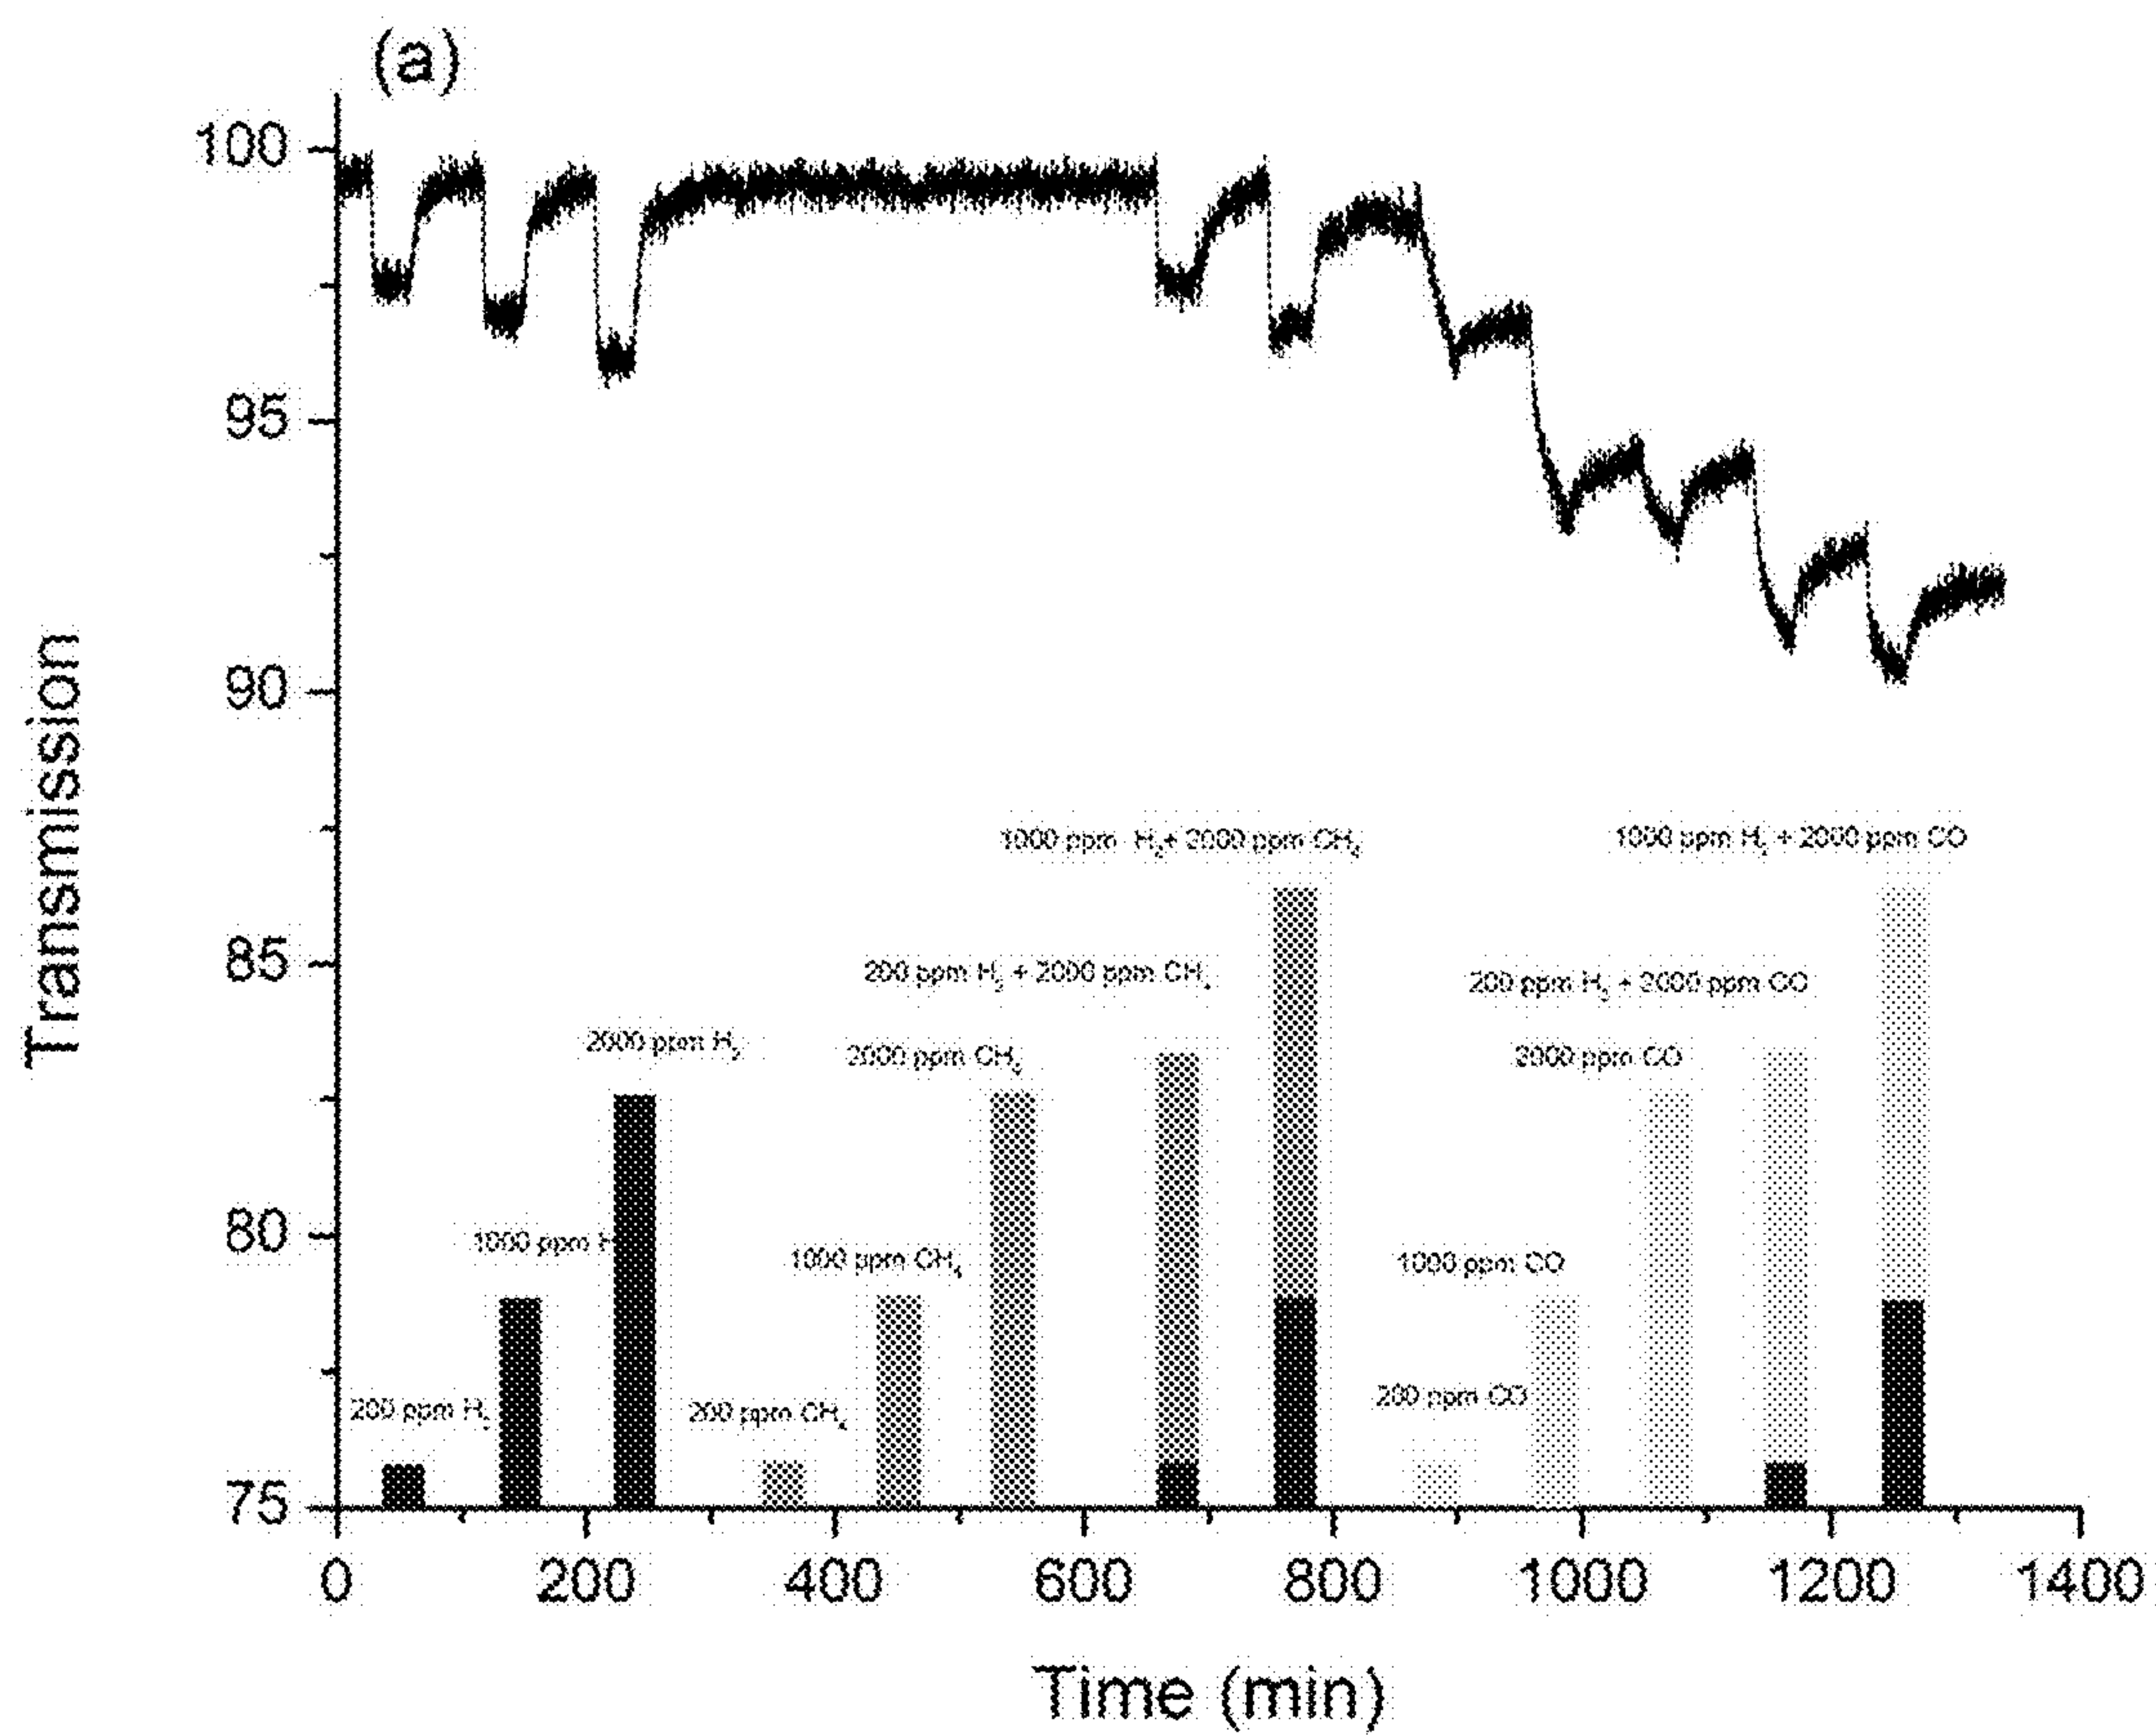 (a)
100
95
90
85
80
75
Transmission
1000 ppm H₂+ 2000 ppm CH₄
1000 ppm H₂ + 2000 ppm CO
200 ppm H₂ + 2000 ppm CH₄
200 ppm H₂ + 2000 ppm CO
2000 ppm H₂
2000 ppm CH₄
2000 ppm CO
1000 ppm H
1000 ppm CH₄
1000 ppm CO
200 ppm H₂
200 ppm CH₄
200 ppm CO
0 200 400 600 800 1000 1200 1400
Time (min)